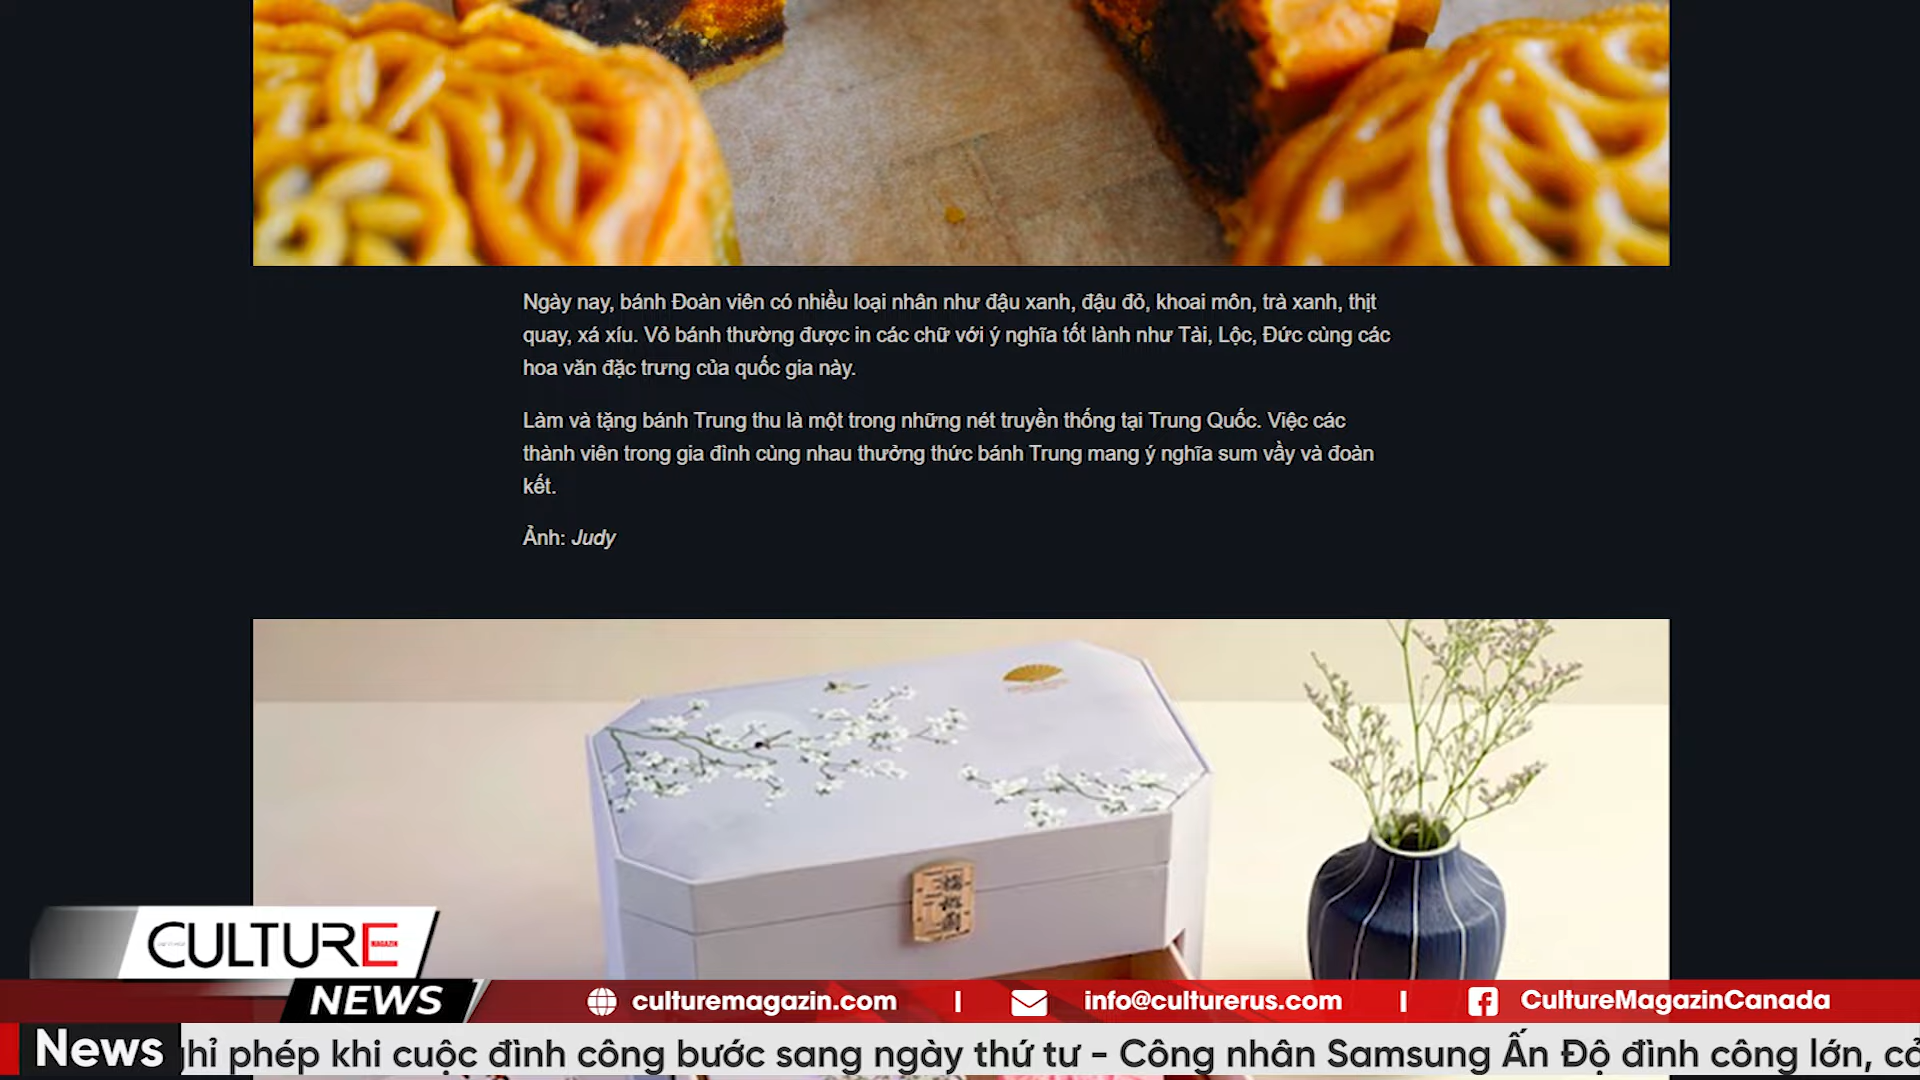 Ngày nay, bánh Đoàn viên có nhiều loại nhân như đậu xanh, đậu đỏ, khoai môn, trà xanh, thịt
quay, xá xíu. Vỏ bánh thường được in các chữ với ý nghĩa tốt lành như Tài, Lộc, Đức cùng các
hoa văn đặc trưng của quốc gia này.
Làm và tặng bánh Trung thu là một trong những nét truyền thống tại Trung Quốc. Việc các
thành viên trong gia đình cùng nhau thưởng thức bánh Trung mang ý nghĩa sum vầy và đoàn
kết.
Ảnh: Judy
CULTURE
MAGAZIN
NEWS
culturemagazin.com | info@culturerus.com | CultureMagazinCanada
News
hỉ phép khi cuộc đình công bước sang ngày thứ tư - Công nhân Samsung Ấn Độ đình công lớn, cỏ